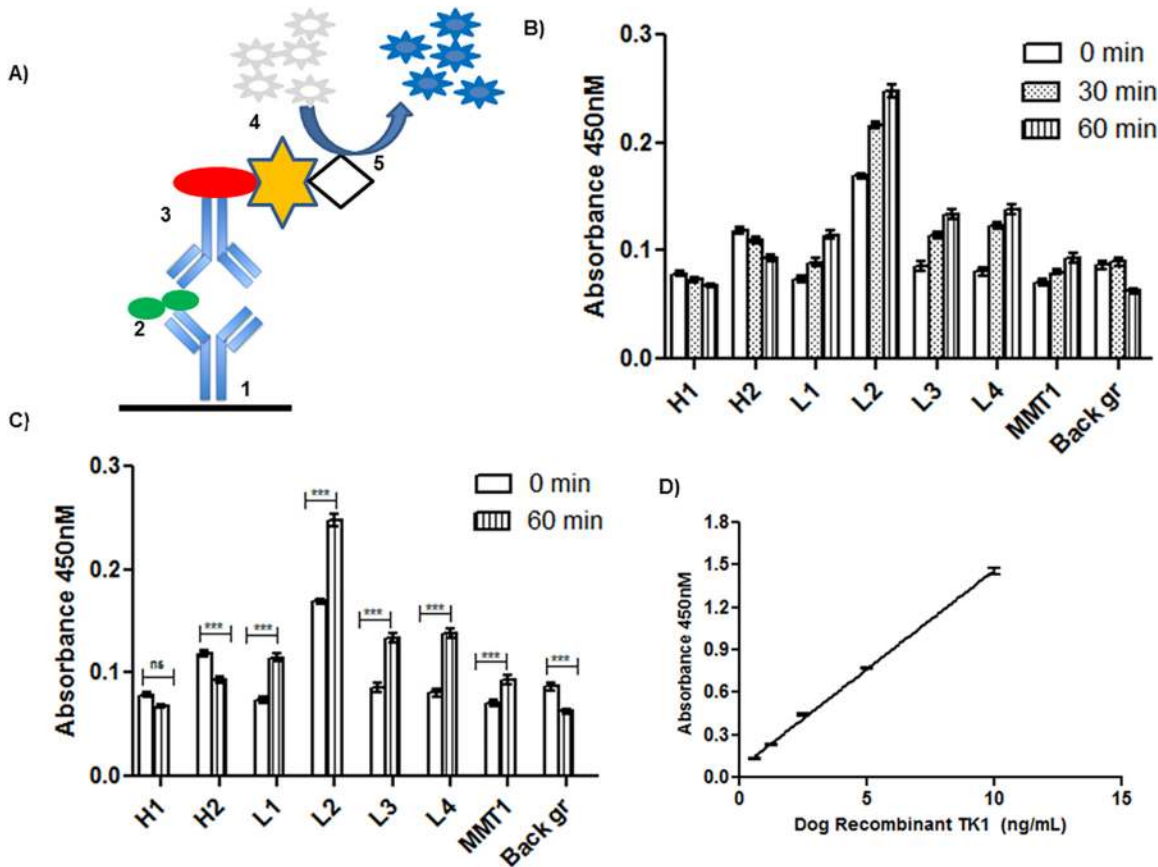 A)
4
5
3
2
1
B)
0.3
0.2
0.1
0.0
Absorbance 450nM
0 min
30 min
60 min
H1
H2
L1
L2
L3
L4
MMT1
Back gr
C)
0.3
0.2
0.1
0.0
Absorbance 450nM
0 min
60 min
ns
***
***
***
***
***
***
***
H1
H2
L1
L2
L3
L4
MMT1
Back gr
D)
1.8
1.5
1.2
0.9
0.6
0.3
0.0
Absorbance 450nM
0
5
10
15
Dog Recombinant TK1 (ng/mL)